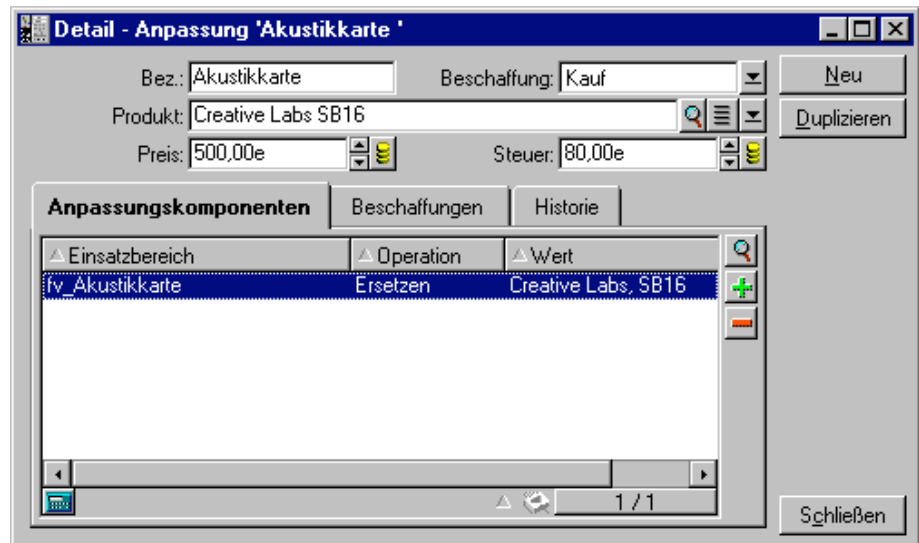 Detail - Anpassung 'Akustikkarte '
Bez.: Akustikkarte Beschaffung: Kauf Neu
Produkt: Creative Labs SB16 Duplizieren
Preis: 500,00e Steuer: 80,00e
Anpassungskomponenten Beschaffungen Historie
Einsatzbereich Operation Wert
fv_Akustikkarte Ersetzen Creative Labs, SB16
1 / 1
Schließen